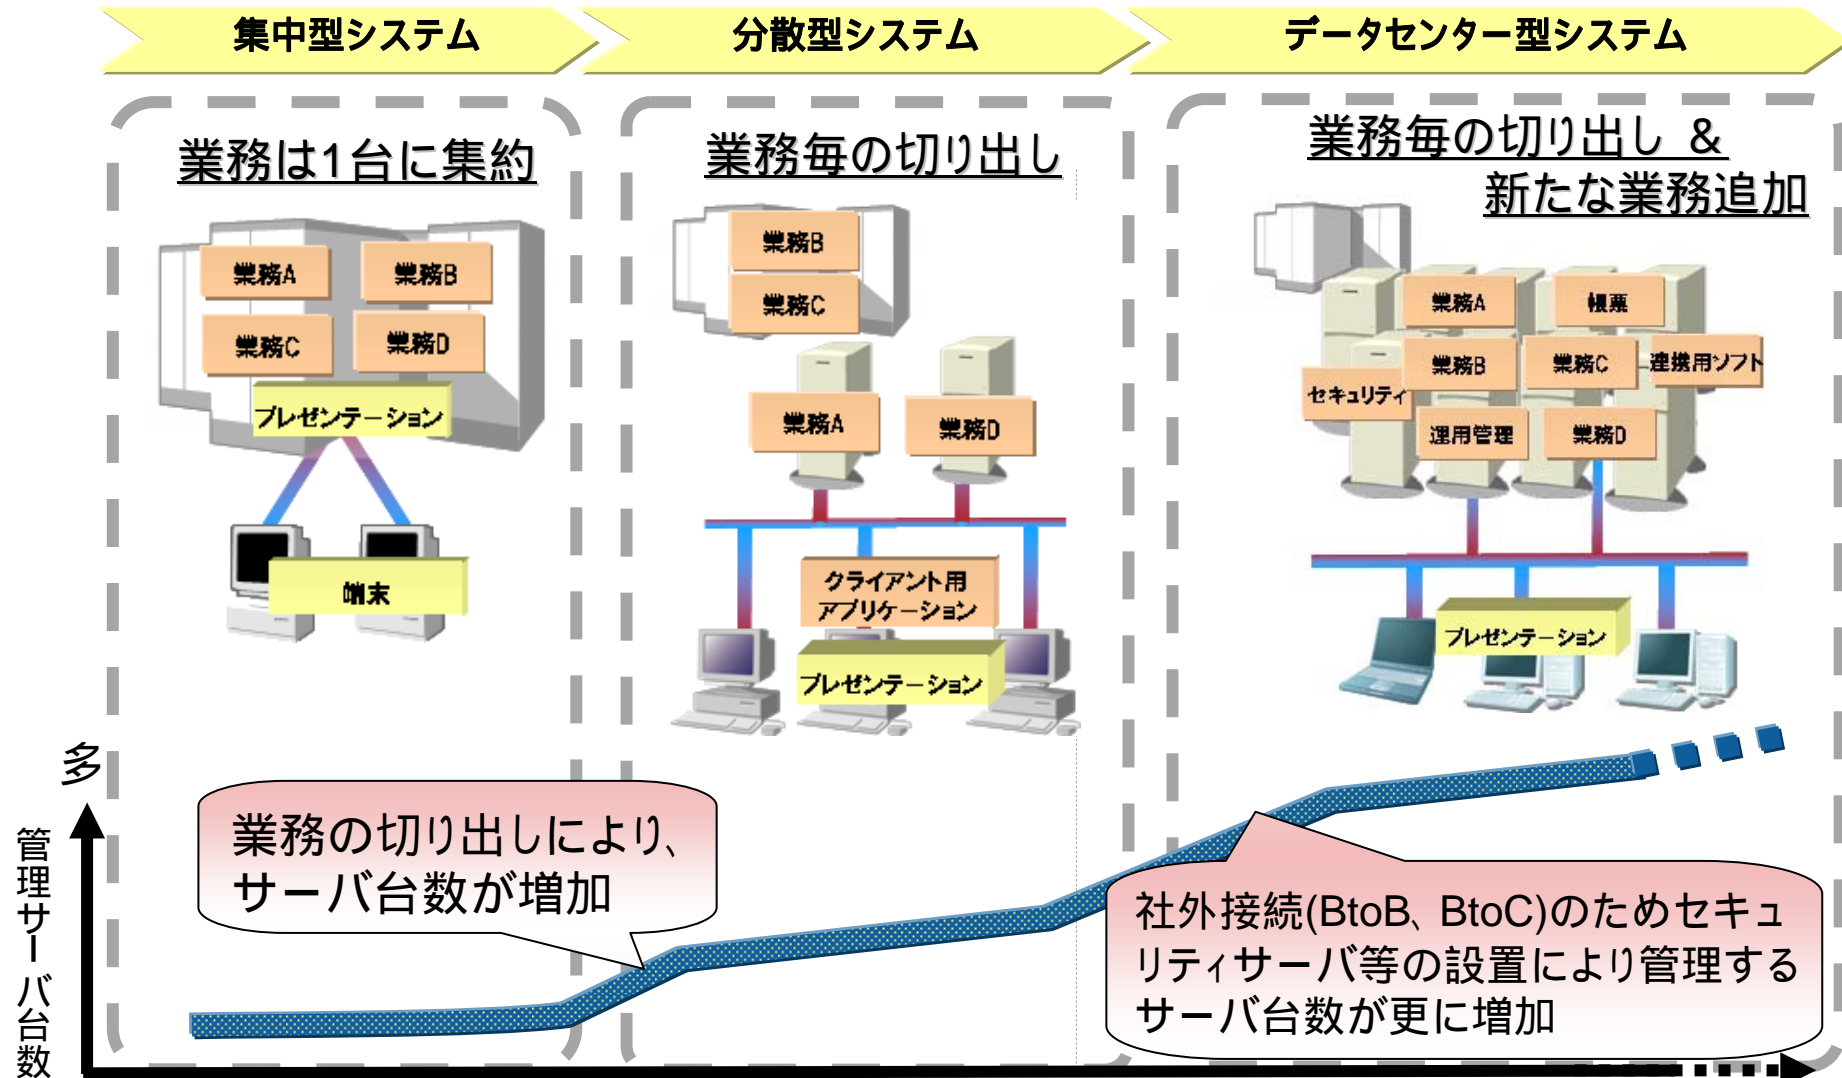 集中型システム
分散型システム
データセンター型システム
業務は1台に集約
業務A
業務B
業務C
業務D
プレゼンテーション
端末
業務毎の切り出し
業務B
業務C
業務A
業務D
クライアント用
アプリケーション
プレゼンテーション
業務毎の切り出し &
新たな業務追加
業務A
帳票
業務B
業務C
連携用ソフト
セキュリティ
運用管理
業務D
プレゼンテーション
多
管理サーバ台数
業務の切り出しにより、
サーバ台数が増加
社外接続(BtoB、BtoC)のためセキュ
リティサーバ等の設置により管理する
サーバ台数が更に増加